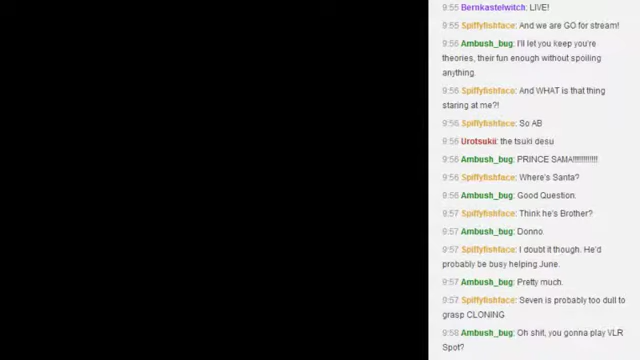 9:55 Bernkastelwitch: LIVE!
9:55 Spiffyfishface: And we are GO for stream!
9:56 Ambush_bug: I'll let you keep you're
theories, their fun enough without spoiling
anything.
9:56 Spiffyfishface: And WHAT is that thing
staring at me?!
9:56 Spiffyfishface: So AB
9:56 Urotsukii: the tsuki desu
9:56 Ambush_bug: PRINCE SAMA!!!!!!!!!!!!!
9:56 Spiffyfishface: Where's Santa?
9:56 Ambush_bug: Good Question.
9:57 Spiffyfishface: Think he's Brother?
9:57 Ambush_bug: Donno.
9:57 Spiffyfishface: I doubt it though. He'd
probably be busy helping June.
9:57 Ambush_bug: Pretty much.
9:57 Spiffyfishface: Seven is probably too dull to
grasp CLONING
9:58 Ambush_bug: Oh shit, you gonna play VLR
Spot?